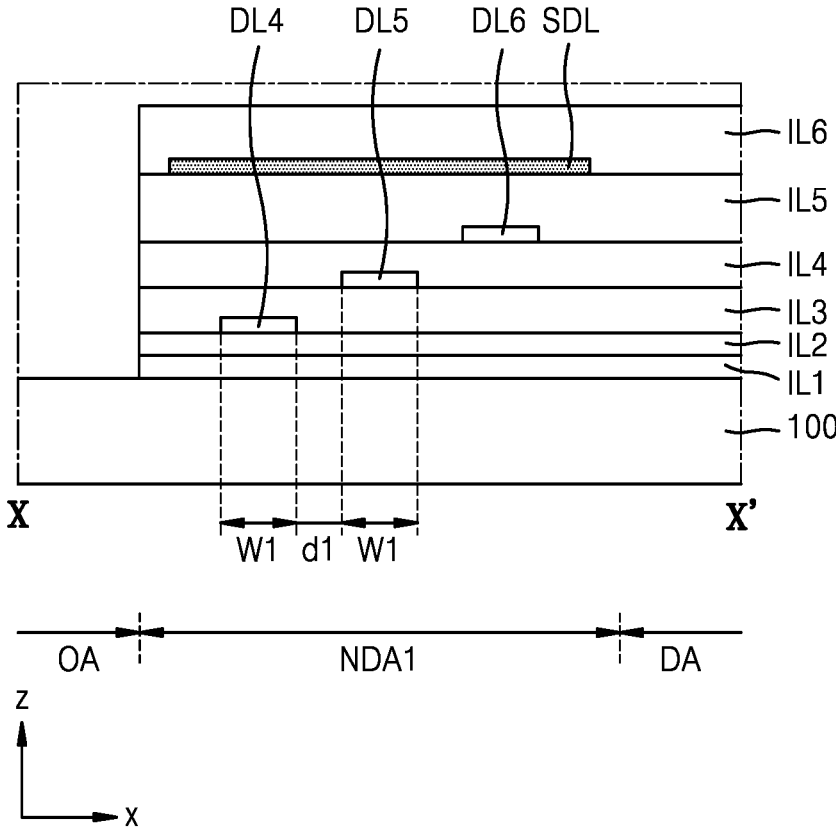 DL4 DL5 DL6 SDL
IL6
IL5
IL4
IL3
IL2
IL1
100
X X'
W1 d1 W1
OA NDA1 DA
z
x